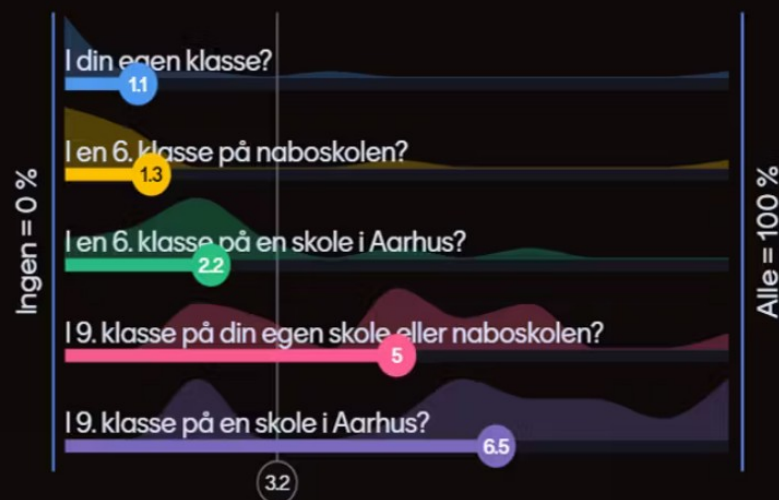 I din egen klasse?
1.1
I en 6. klasse på naboskolen?
1.3
I en 6. klasse på en skole i Aarhus?
2.2
I 9. klasse på din egen skole eller naboskolen?
5
I 9. klasse på en skole i Aarhus?
6.5
3.2
Ingen = 0 %
Alle = 100 %